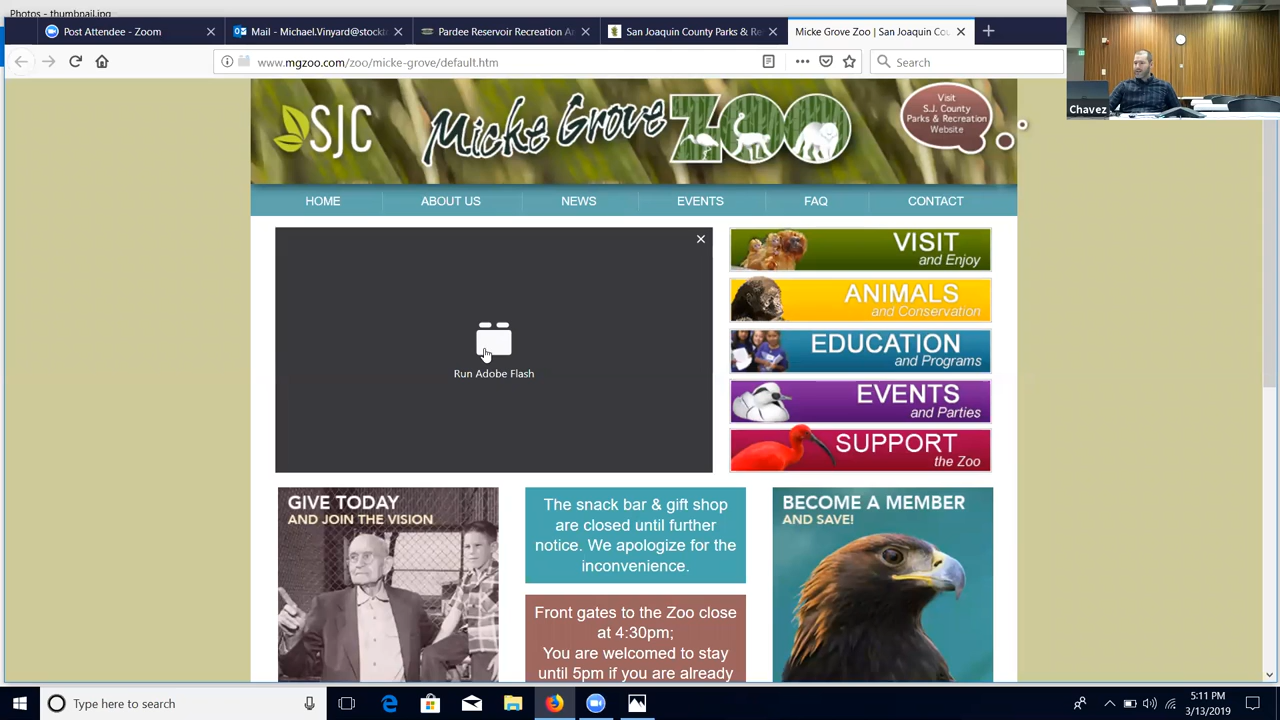 Photos - thumbnail.jpg
Post Attendee - Zoom
Mail - Michael.Vinyard@stockt
Pardee Reservoir Recreation A
San Joaquin County Parks & Re
Micke Grove Zoo | San Joaquin Cou
www.mgzoo.com/zoo/micke-grove/default.htm
Search
Chavez
SJC
Micke Grove ZOO
Visit
S.J. County
Parks & Recreation
Website
HOME
ABOUT US
NEWS
EVENTS
FAQ
CONTACT
Run Adobe Flash
VISIT
and Enjoy
ANIMALS
and Conservation
EDUCATION
and Programs
EVENTS
and Parties
SUPPORT
the Zoo
GIVE TODAY
AND JOIN THE VISION
The snack bar & gift shop
are closed until further
notice. We apologize for the
inconvenience.
Front gates to the Zoo close
at 4:30pm;
You are welcomed to stay
until 5pm if you are already
BECOME A MEMBER
AND SAVE!
Type here to search
5:11 PM
3/13/2019